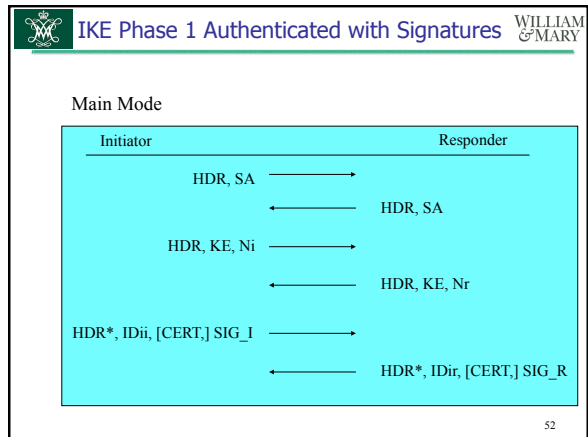 IKE Phase 1 Authenticated with Signatures
WILLIAM
& MARY
Main Mode
Initiator Responder
HDR, SA
HDR, SA
HDR, KE, Ni
HDR, KE, Nr
HDR*, IDii, [CERT,] SIG_I
HDR*, IDir, [CERT,] SIG_R
52